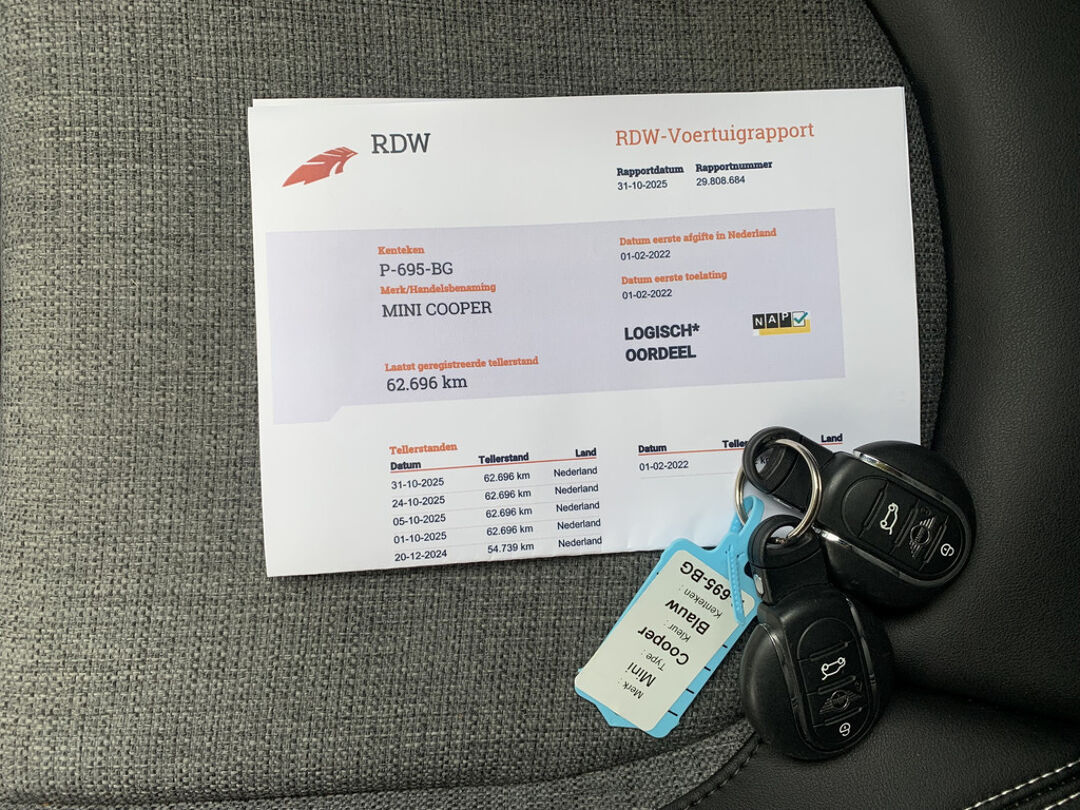 RDW
RDW-Voertuigrapport
Rapportdatum Rapportnummer
31-10-2025 29.808.684
Kenteken
P-695-BG
Merk/Handelsbenaming
MINI COOPER
Laatst geregistreerde tellerstand
62.696 km
Datum eerste afgifte in Nederland
01-02-2022
Datum eerste toelating
01-02-2022
LOGISCH*
OORDEEL
NAP
Tellerstanden
Datum Tellerstand Land
31-10-2025 62.696 km Nederland
24-10-2025 62.696 km Nederland
05-10-2025 62.696 km Nederland
01-10-2025 62.696 km Nederland
20-12-2024 54.739 km Nederland
Datum Land
01-02-2022
Merk :
Mini
Type :
Cooper
Kleur :
Blauw
Kenteken :
-695-BG